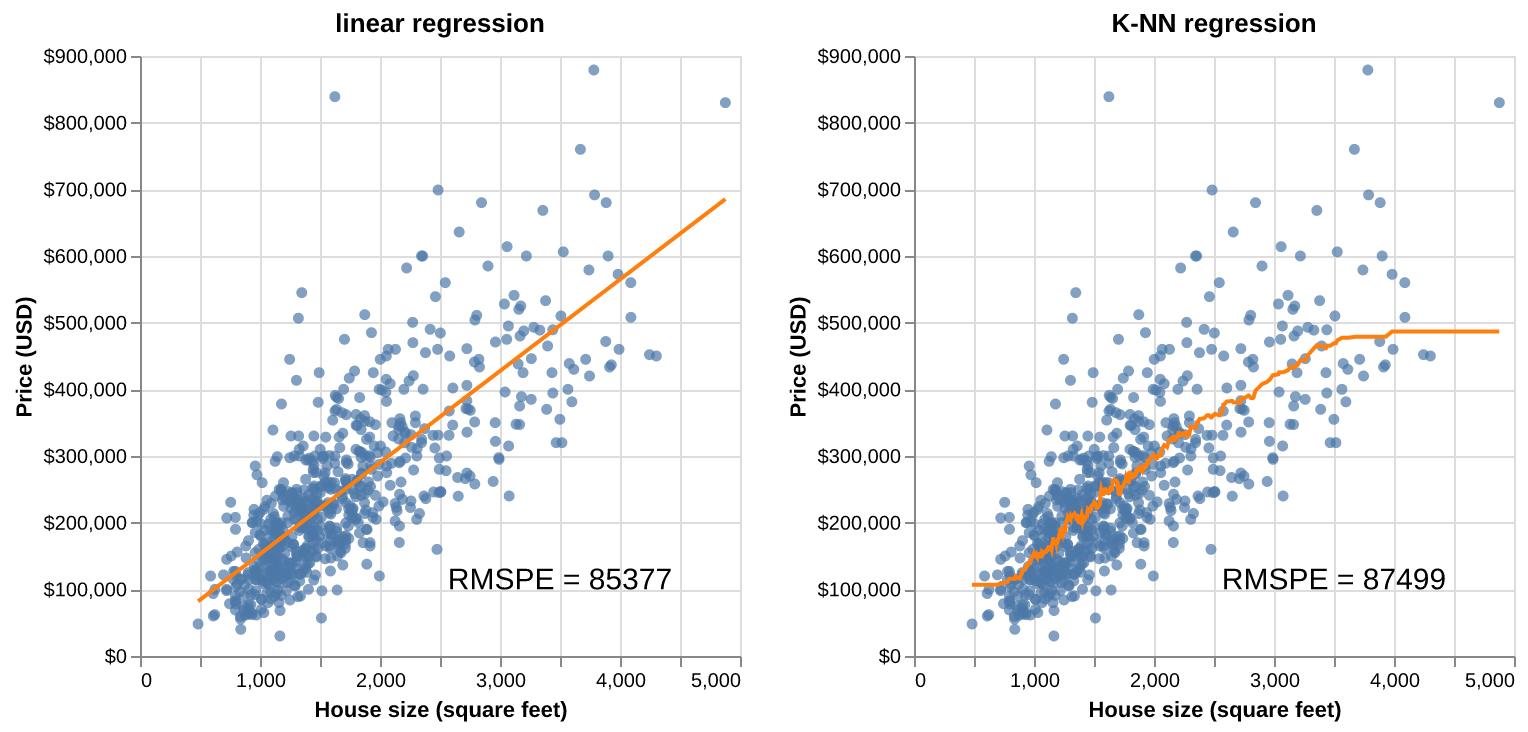 linear regression
$900,000
$800,000
$700,000
$600,000
$500,000
$400,000
$300,000
$200,000
$100,000
$0
Price (USD)
RMSPE = 85377
0 1,000 2,000 3,000 4,000 5,000
House size (square feet)
K-NN regression
$900,000
$800,000
$700,000
$600,000
$500,000
$400,000
$300,000
$200,000
$100,000
$0
Price (USD)
RMSPE = 87499
0 1,000 2,000 3,000 4,000 5,000
House size (square feet)